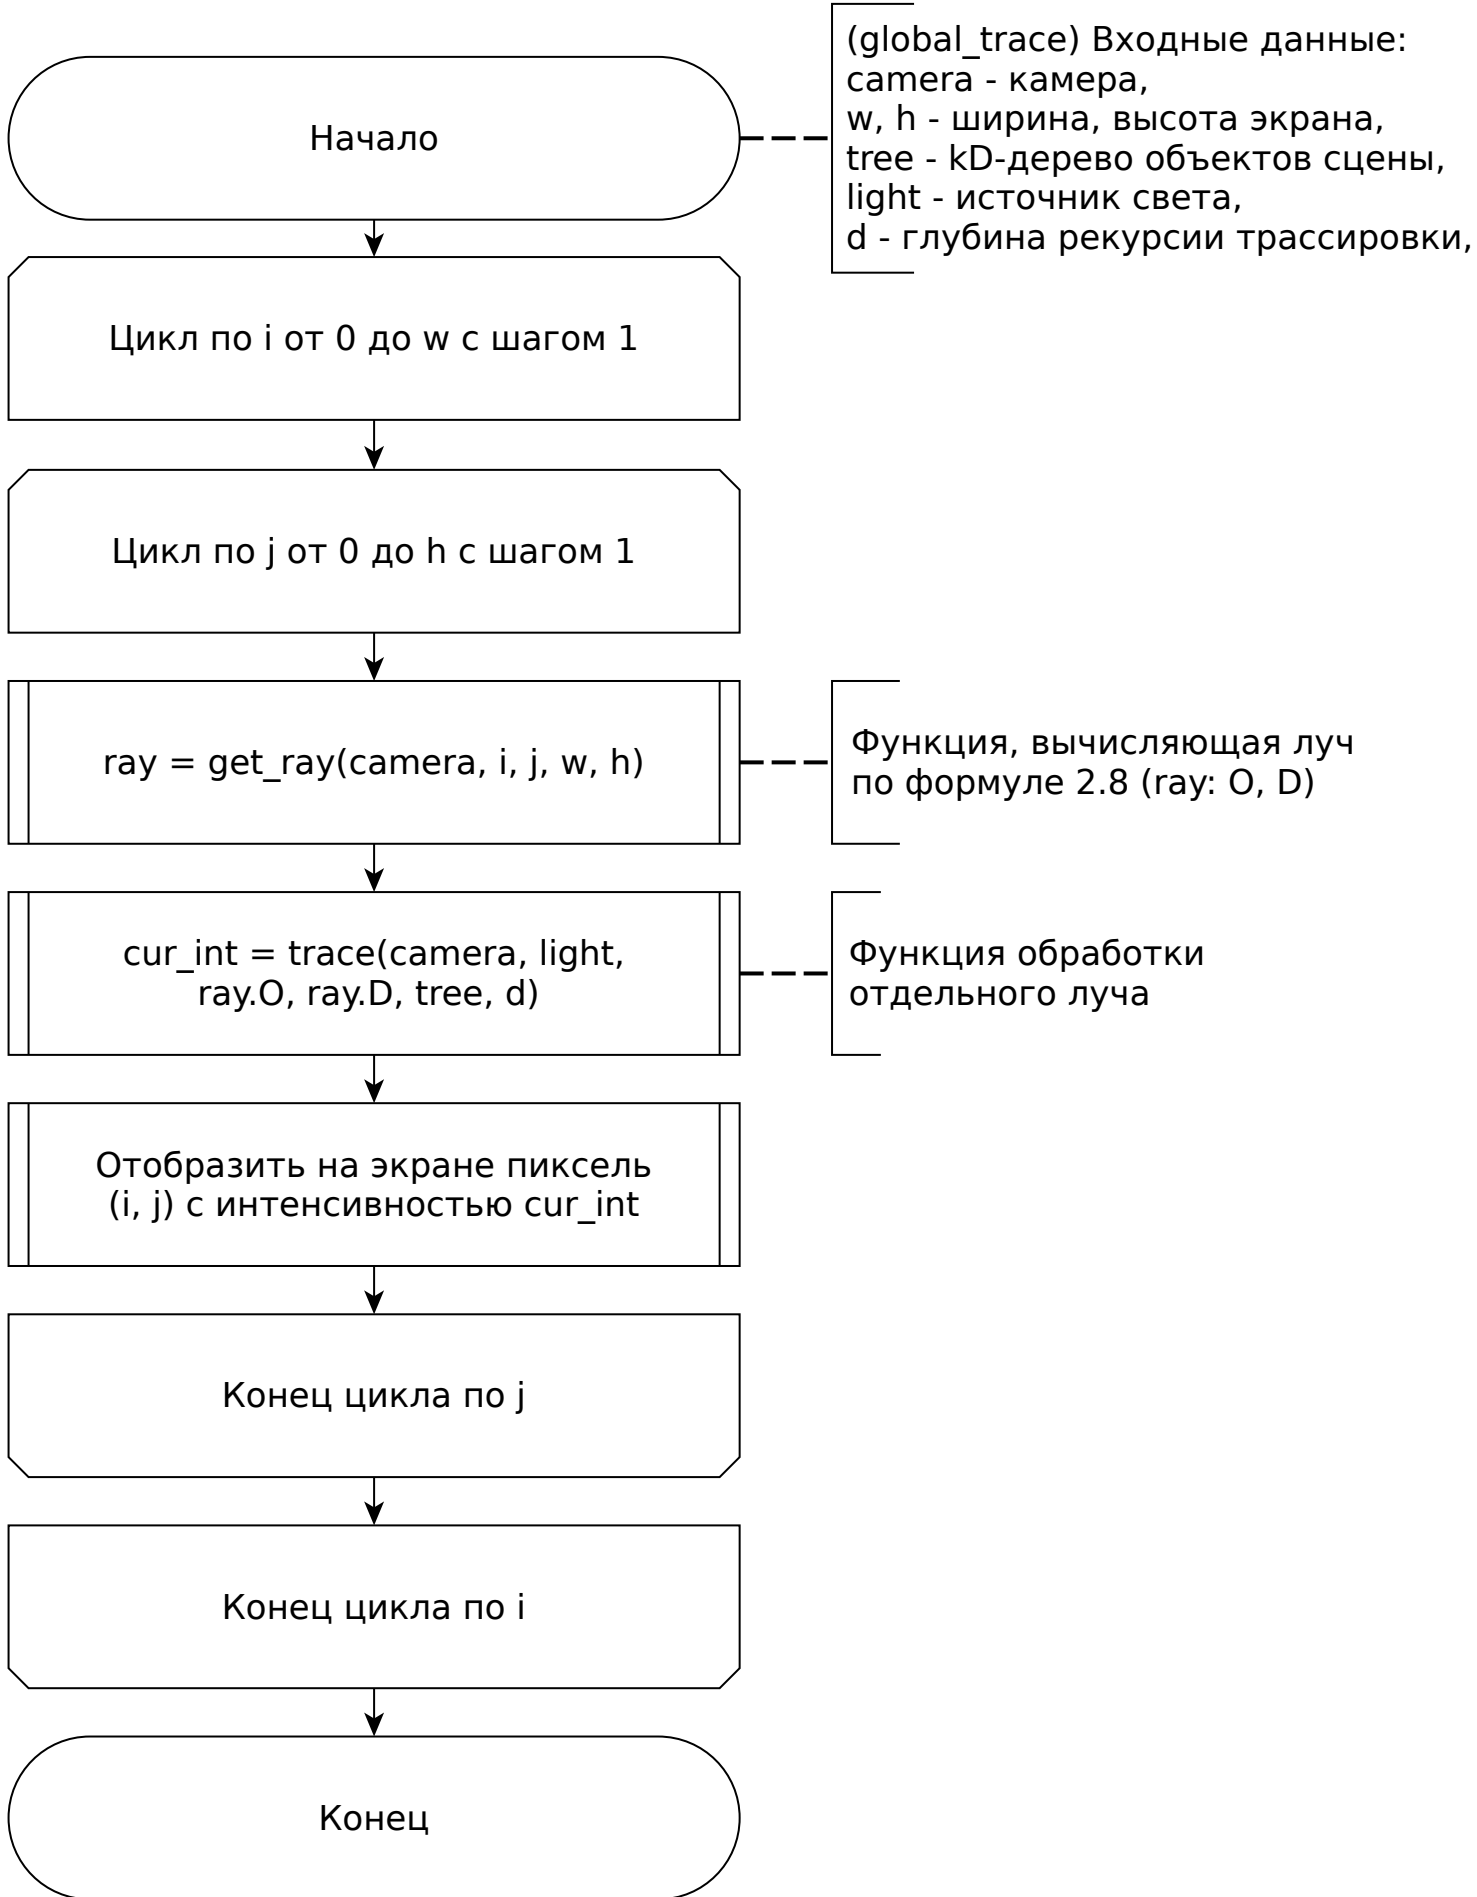 Начало
(global_trace) Входные данные:
camera - камера,
w, h - ширина, высота экрана,
tree - kD-дерево объектов сцены,
light - источник света,
d - глубина рекурсии трассировки,
Цикл по i от 0 до w с шагом 1
Цикл по j от 0 до h с шагом 1
ray = get_ray(camera, i, j, w, h)
Функция, вычисляющая луч
по формуле 2.8 (ray: O, D)
cur_int = trace(camera, light,
ray.O, ray.D, tree, d)
Функция обработки
отдельного луча
Отобразить на экране пиксель
(i, j) с интенсивностью cur_int
Конец цикла по j
Конец цикла по i
Конец